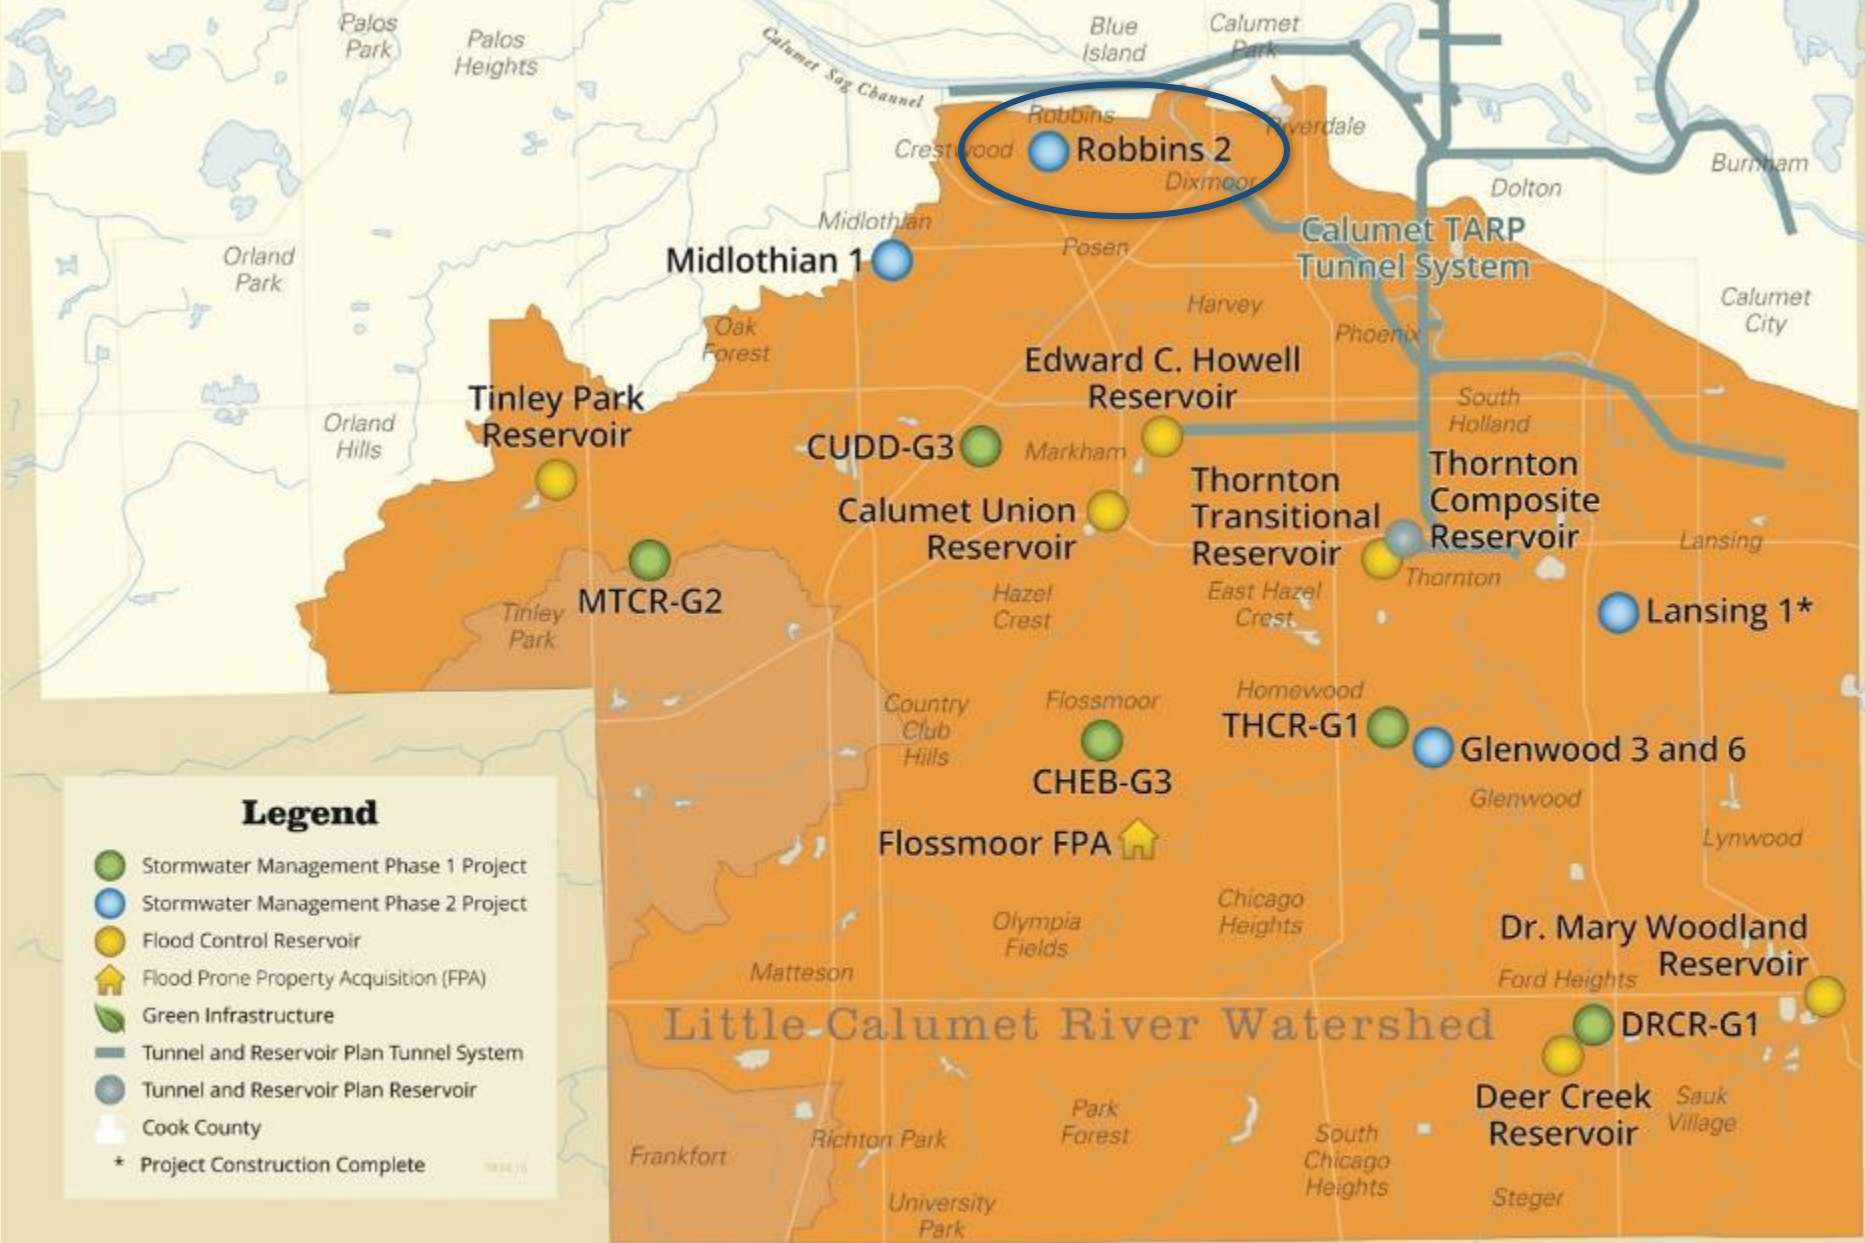 Palos
Park
Palos
Heights
Calumet Sag Channel
Blue
Island
Calumet
Park
Robbins
Riverdale
Crestwood
Robbins 2
Dixmoor
Burnham
Dolton
Midlothian
Midlothian 1
Posen
Calumet TARP
Tunnel System
Orland
Park
Calumet
City
Harvey
Phoenix
Oak
Forest
Edward C. Howell
Reservoir
Tinley Park
Reservoir
South
Holland
Orland
Hills
CUDD-G3
Markham
Thornton
Transitional
Reservoir
Thornton
Composite
Reservoir
Calumet Union
Reservoir
Lansing
Thornton
MTCR-G2
Tinley
Park
Hazel
Crest
East Hazel
Crest
Lansing 1*
Country
Club
Hills
Flossmoor
Homewood
THCR-G1
CHEB-G3
Glenwood 3 and 6
Glenwood
Lynwood
Flossmoor FPA
Chicago
Heights
Olympia
Fields
Matteson
Dr. Mary Woodland
Reservoir
Ford Heights
Little Calumet River Watershed
DRCR-G1
Deer Creek
Reservoir
Sauk
Village
Park
Forest
Richton Park
Frankfort
South
Chicago
Heights
University
Park
Steger
Legend
Stormwater Management Phase 1 Project
Stormwater Management Phase 2 Project
Flood Control Reservoir
Flood Prone Property Acquisition (FPA)
Green Infrastructure
Tunnel and Reservoir Plan Tunnel System
Tunnel and Reservoir Plan Reservoir
Cook County
* Project Construction Complete